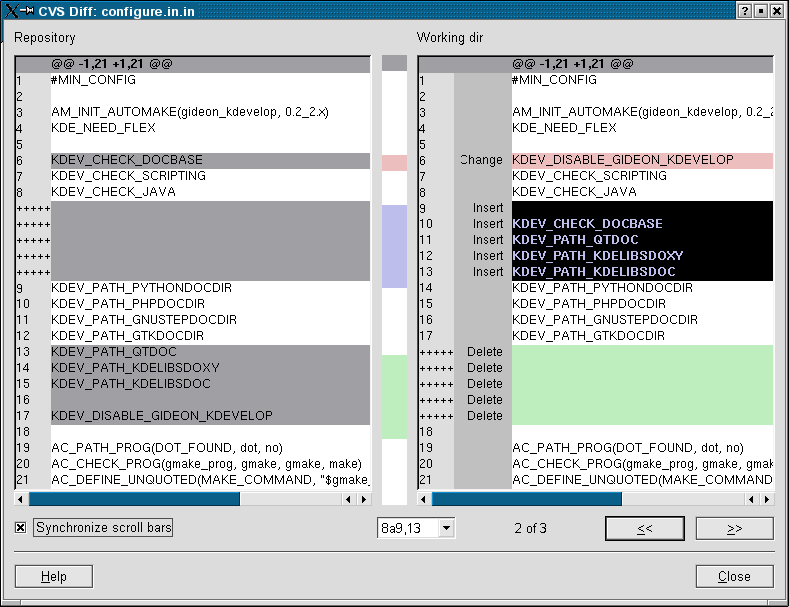 CVS Diff: configure.in.in
Repository
@@ -1,21 +1,21 @@
1 #MIN_CONFIG
2
3 AM_INIT_AUTOMAKE(gideon_kdevelop, 0.2_2.x)
4 KDE_NEED_FLEX
5
6 KDEV_CHECK_DOCBASE
7 KDEV_CHECK_SCRIPTING
8 KDEV_CHECK_JAVA
+++++
+++++
+++++
+++++
+++++
9 KDEV_PATH_PYTHONDOCDIR
10 KDEV_PATH_PHPDOCDIR
11 KDEV_PATH_GNUSTEPDOCDIR
12 KDEV_PATH_GTKDOCDIR
13 KDEV_PATH_QTDOC
14 KDEV_PATH_KDELIBSDOXY
15 KDEV_PATH_KDELIBSDOC
16
17 KDEV_DISABLE_GIDEON_KDEVELOP
18
19 AC_PATH_PROG(DOT_FOUND, dot, no)
20 AC_CHECK_PROG(gmake_prog, gmake, gmake, make)
21 AC_DEFINE_UNQUOTED(MAKE_COMMAND, "$gmake_
Working dir
@@ -1,21 +1,21 @@
1 #MIN_CONFIG
2
3 AM_INIT_AUTOMAKE(gideon_kdevelop, 0.2_2
4 KDE_NEED_FLEX
5
6 Change KDEV_DISABLE_GIDEON_KDEVELOP
7 KDEV_CHECK_SCRIPTING
8 KDEV_CHECK_JAVA
9 Insert
10 Insert KDEV_CHECK_DOCBASE
11 Insert KDEV_PATH_QTDOC
12 Insert KDEV_PATH_KDELIBSDOXY
13 Insert KDEV_PATH_KDELIBSDOC
14 KDEV_PATH_PYTHONDOCDIR
15 KDEV_PATH_PHPDOCDIR
16 KDEV_PATH_GNUSTEPDOCDIR
17 KDEV_PATH_GTKDOCDIR
+++++ Delete
+++++ Delete
+++++ Delete
+++++ Delete
+++++ Delete
18
19 AC_PATH_PROG(DOT_FOUND, dot, no)
20 AC_CHECK_PROG(gmake_prog, gmake, gmak
21 AC_DEFINE_UNQUOTED(MAKE_COMMAND
Synchronize scroll bars
8a9,13
2 of 3
<<
>>
Help
Close